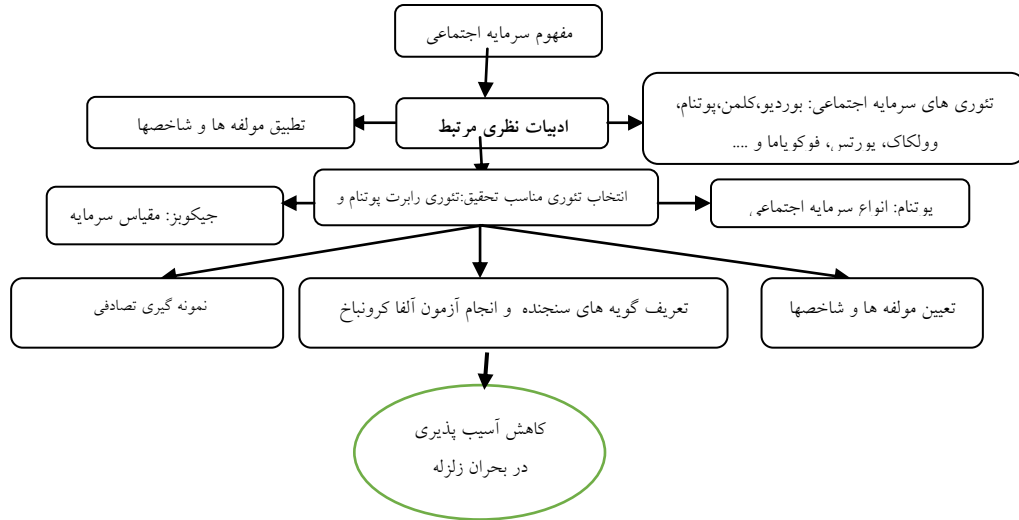 مفهوم سرمایه اجتماعی
تئوری های سرمایه اجتماعی: بوردیو،کلمن،پوتنام،
وولکاک، پورتس، فوکویاما و ....
ادبیات نظری مرتبط
تطبیق مولفه ها و شاخصها
پوتنام: انواع سرمایه اجتماعی
انتخاب تئوری مناسب تحقیق:تئوری رابرت پوتنام و
جیکوبز: مقیاس سرمایه
تعیین مولفه ها و شاخصها
تعریف گویه های سنجنده و انجام آزمون آلفا کرونباخ
نمونه گیری تصادفی
کاهش آسیب پذیری
در بحران زلزله